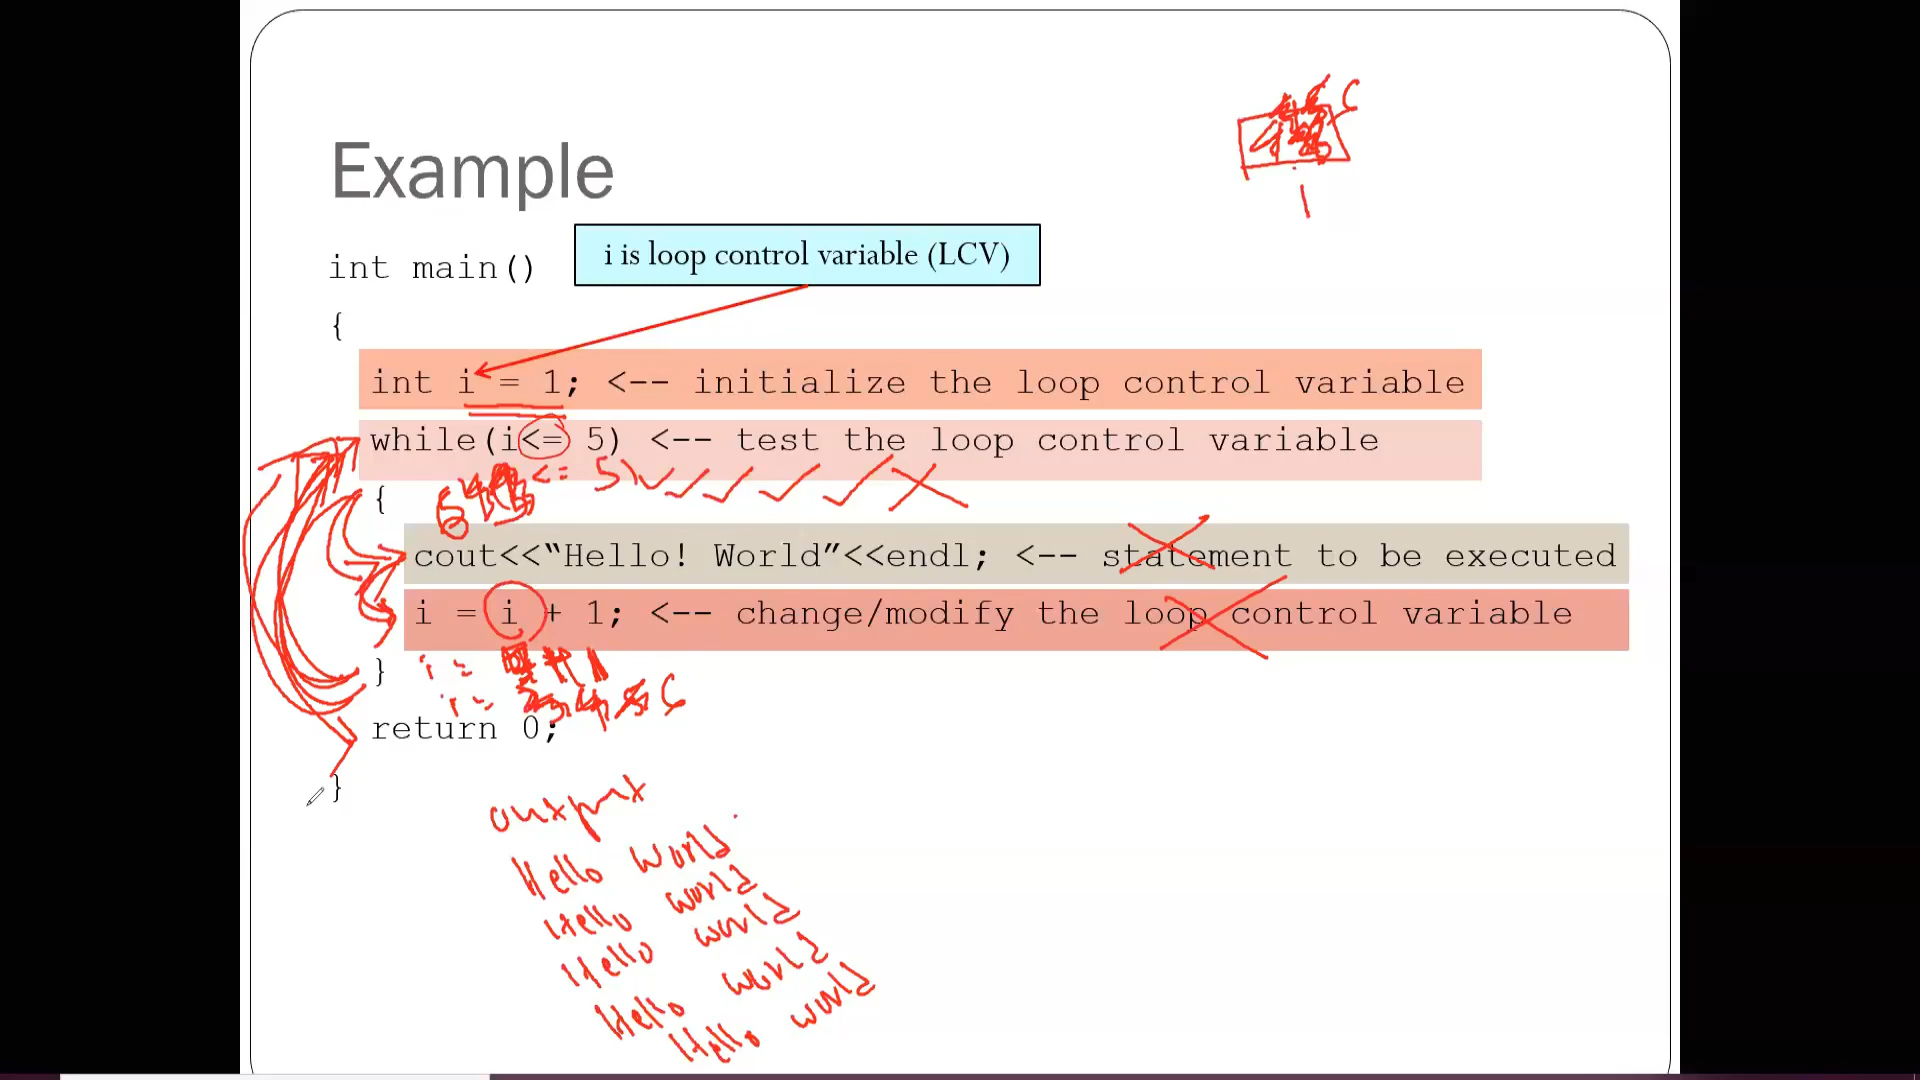 Example
i is loop control variable (LCV)
int main()
{
int i = 1; <-- initialize the loop control variable
while(i<= 5) <-- test the loop control variable
<= 5)
{
cout<<“Hello! World”<<endl; <-- statement to be executed
i = i + 1; <-- change/modify the loop control variable
}
i =
i = 6
return 0;
}
output
Hello World
Hello World
Hello World
Hello World
Hello World